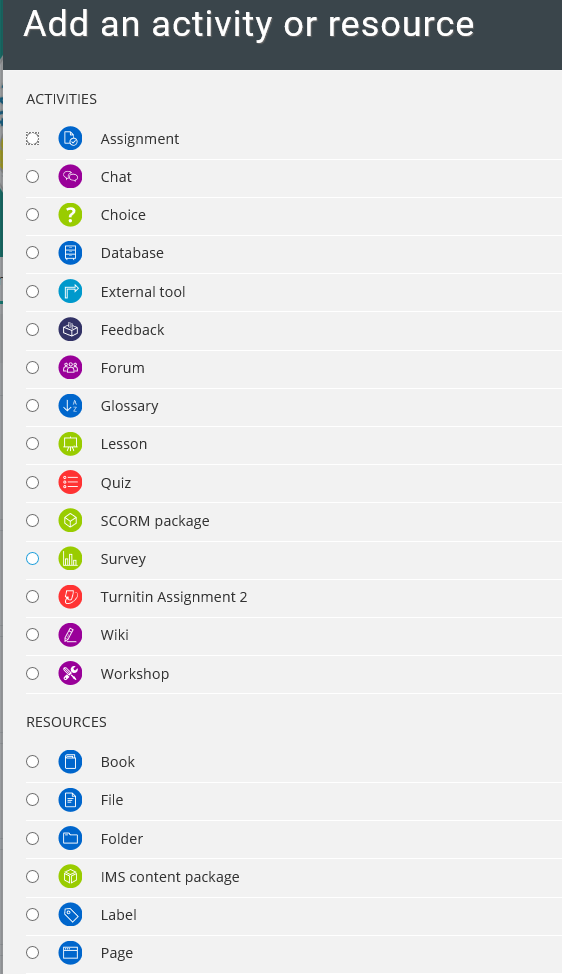 Add an activity or resource
ACTIVITIES
Assignment
Chat
Choice
Database
External tool
Feedback
Forum
Glossary
Lesson
Quiz
SCORM package
Survey
Turnitin Assignment 2
Wiki
Workshop
RESOURCES
Book
File
Folder
IMS content package
Label
Page